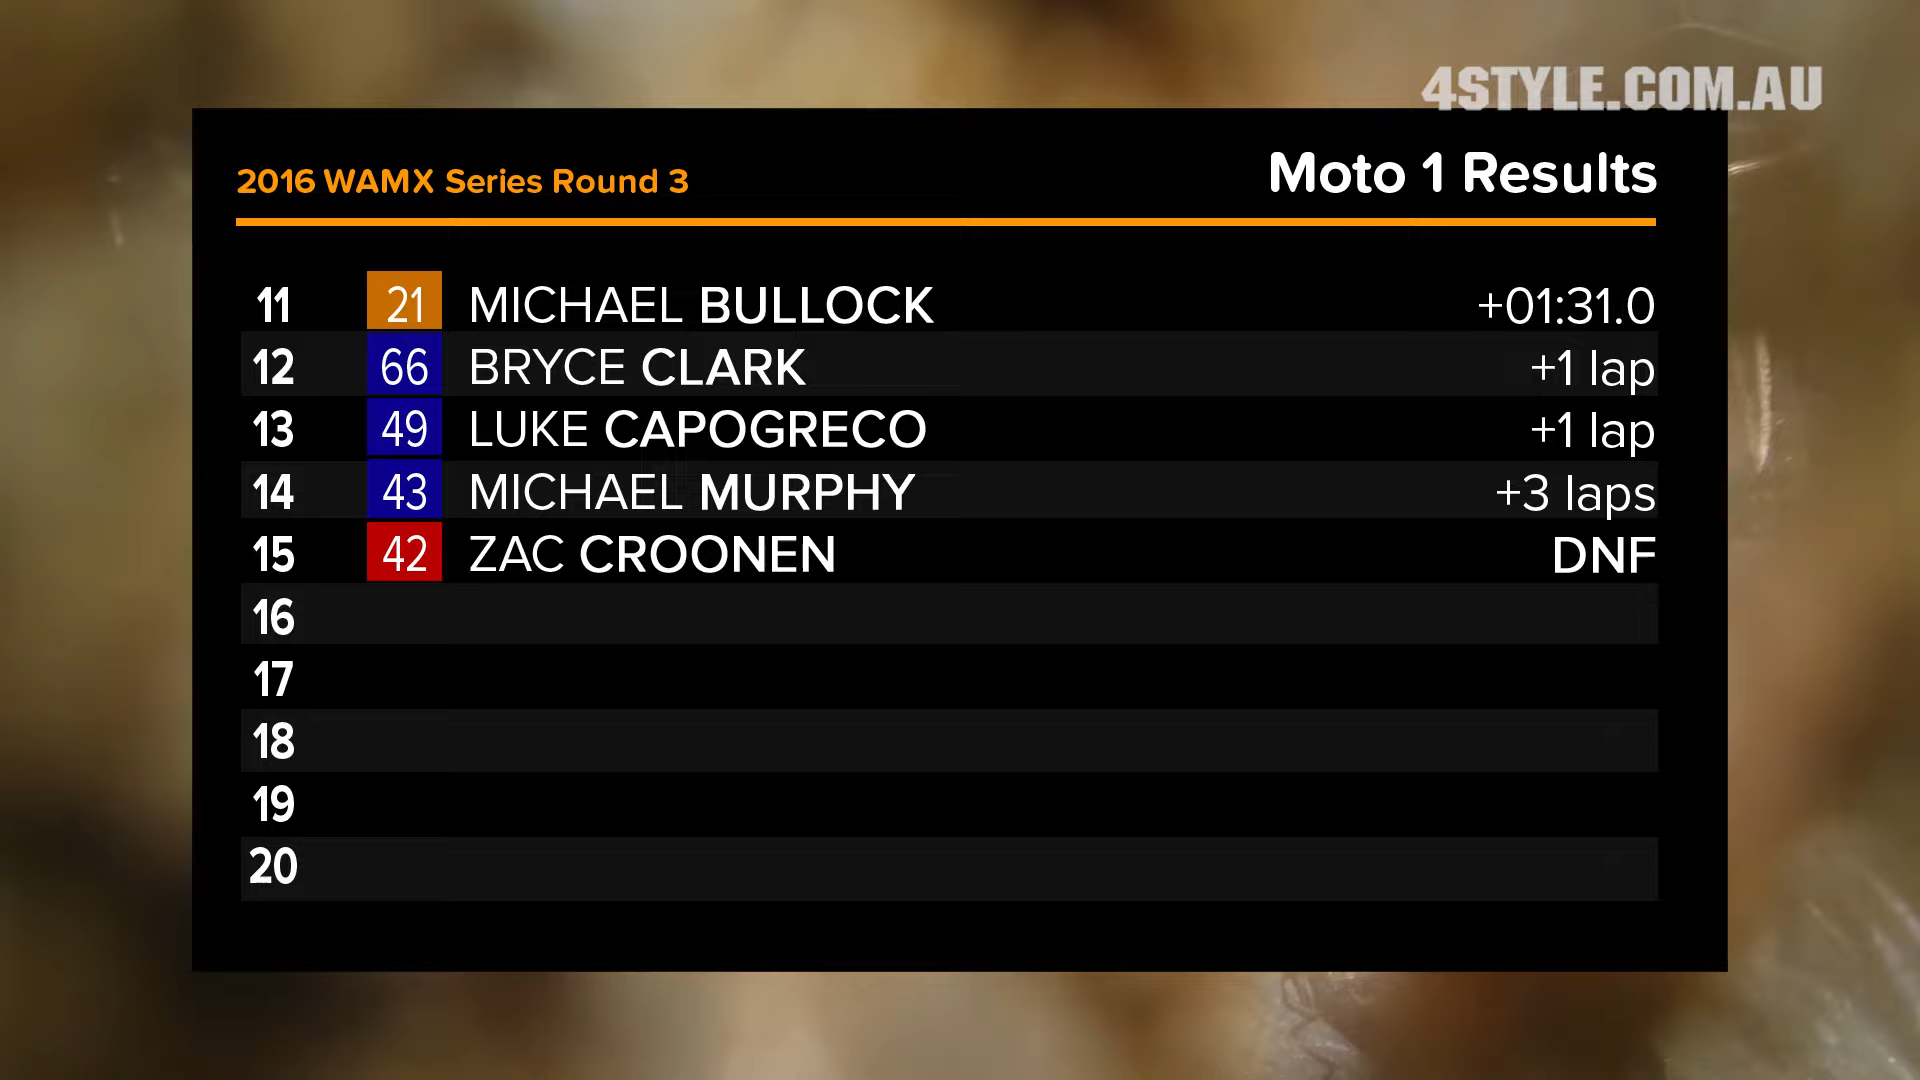 4STYLE.COM.AU
2016 WAMX Series Round 3 Moto 1 Results
11 21 MICHAEL BULLOCK +01:31.0
12 66 BRYCE CLARK +1 lap
13 49 LUKE CAPOGRECO +1 lap
14 43 MICHAEL MURPHY +3 laps
15 42 ZAC CROONEN DNF
16
17
18
19
20